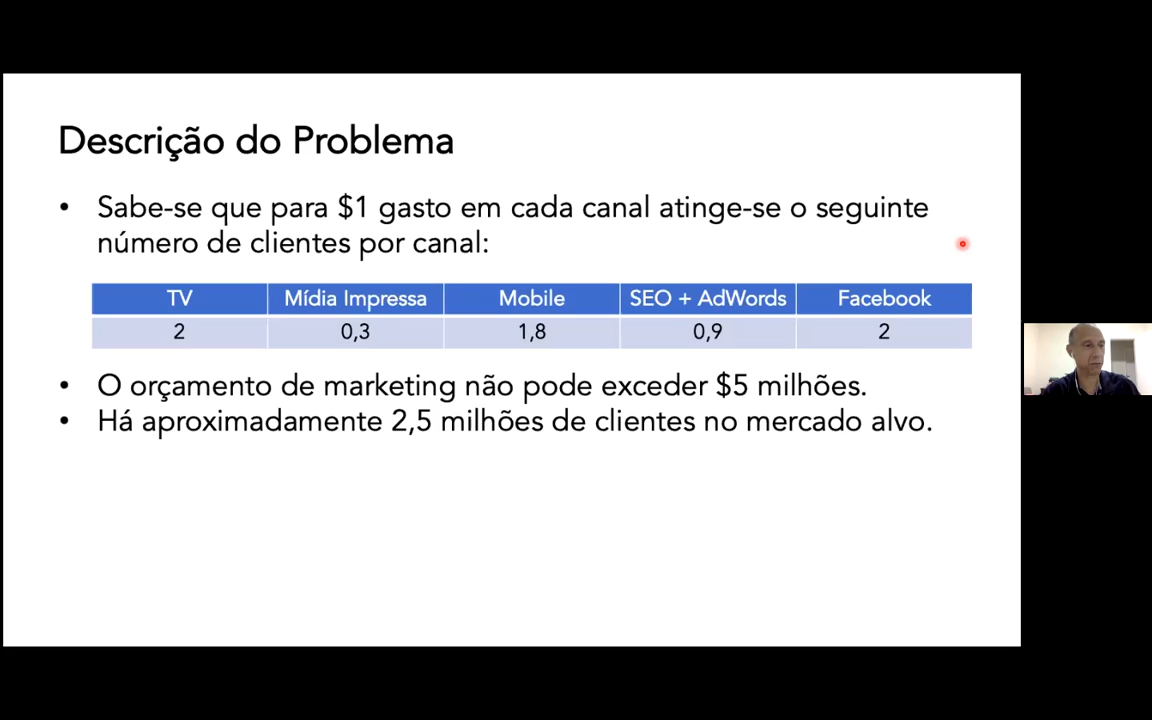 Descrição do Problema
• Sabe-se que para $1 gasto em cada canal atinge-se o seguinte
número de clientes por canal:
TV Mídia Impressa Mobile SEO + AdWords Facebook
2 0,3 1,8 0,9 2
• O orçamento de marketing não pode exceder $5 milhões.
• Há aproximadamente 2,5 milhões de clientes no mercado alvo.